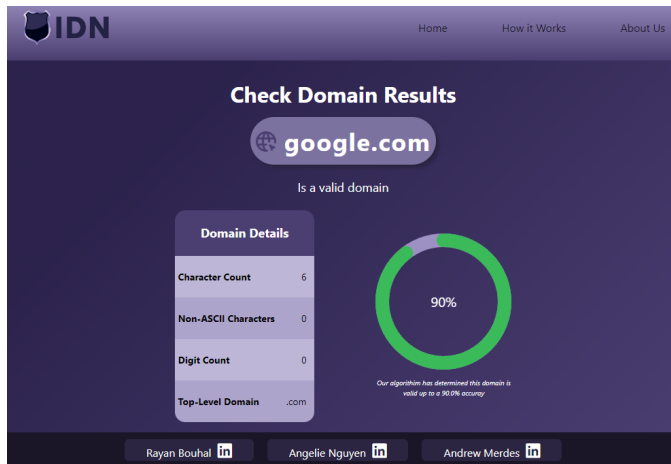 IDN
Home How it Works About Us
Check Domain Results
google.com
Is a valid domain
Domain Details
Character Count 6
Non-ASCII Characters 0
Digit Count 0
Top-Level Domain .com
90%
Our algorithim has determined this domain is
valid up to a 90.0% accuray
Rayan Bouhal in Angelie Nguyen in Andrew Merdes in